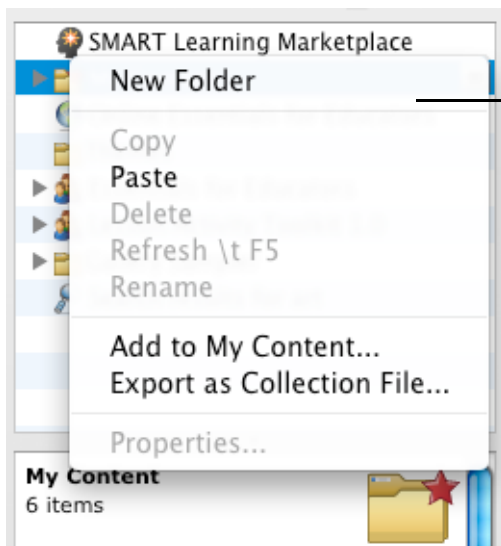 SMART Learning Marketplace
New Folder
Copy
Paste
Delete
Refresh \t F5
Rename
Add to My Content...
Export as Collection File...
Properties...
My Content
6 items